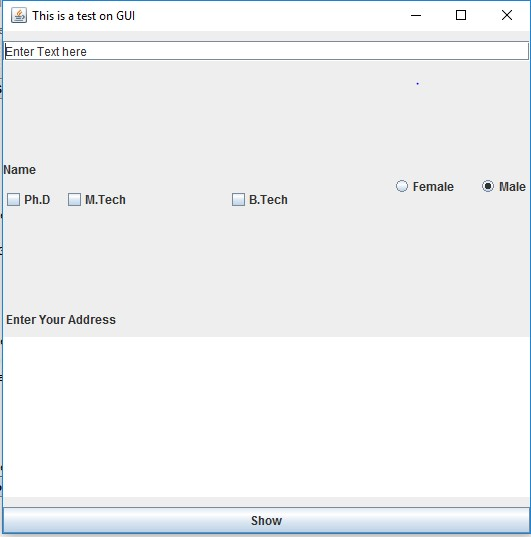 This is a test on GUI
Enter Text here
Name
Female Male
Ph.D M.Tech B.Tech
Enter Your Address
Show